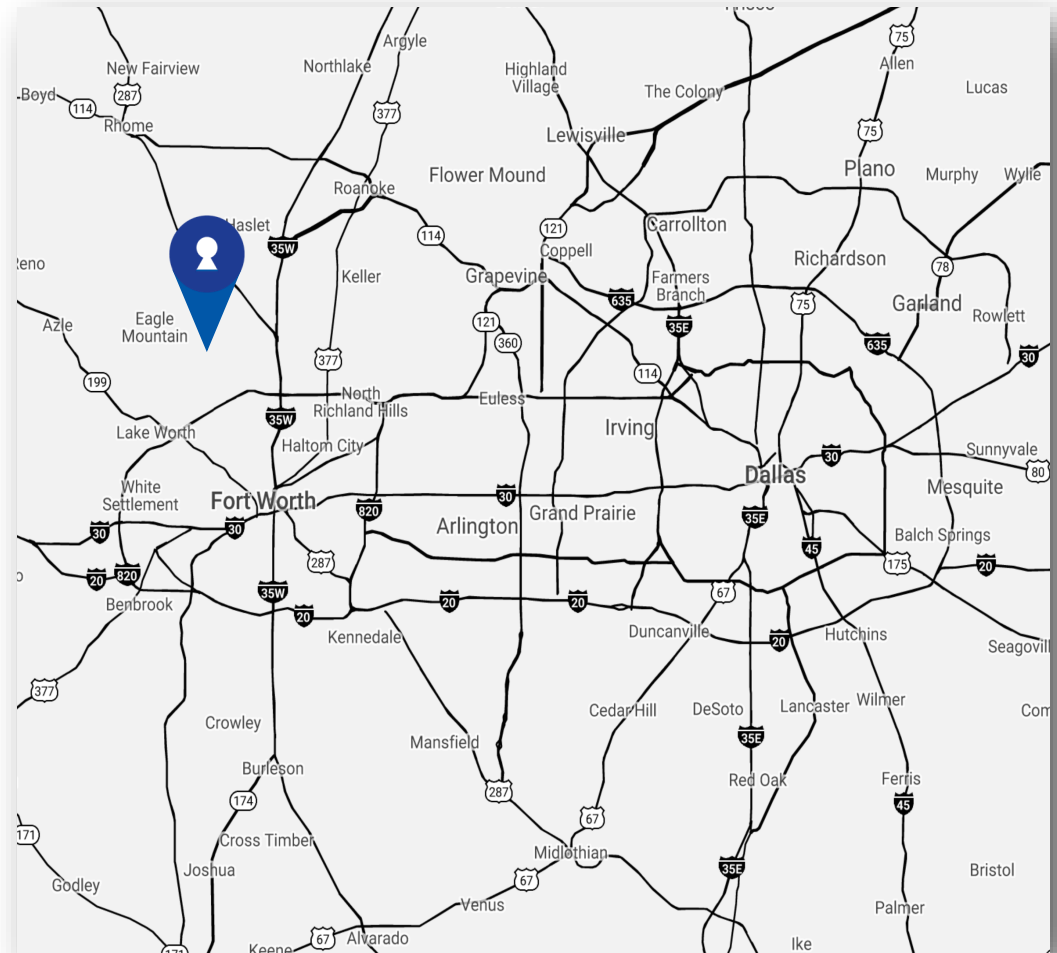 Argyle
75
New Fairview
Northlake
Allen
Highland
Village
Lucas
Boyd
287
The Colony
114
377
Rhome
75
Lewisville
Plano
Flower Mound
Murphy
Wylie
Roanoke
Haslet
Carrollton
121
114
35W
Coppell
Richardson
78
Grapevine
Keller
Farmers
Branch
635
75
Garland
Rowlett
Azle
Eagle
Mountain
121
35E
360
635
30
377
199
114
North
Richland Hills
Euless
35W
Irving
Lake Worth
Haltom City
30
Sunnyvale
Dallas
80
White
Settlement
Fort Worth
30
Mesquite
820
Grand Prairie
35E
Arlington
30
30
Balch Springs
45
287
175
20
820
20
35W
67
Benbrook
20
20
20
Kennedale
Duncanville
20
Hutchins
377
Cedar Hill
DeSoto
Lancaster
Wilmer
Crowley
Mansfield
35E
Burleson
Red Oak
Ferris
174
287
45
67
171
Cross Timber
Midlothian
Joshua
35E
Godley
67
Bristol
Venus
Palmer
67
Alvarado
Ike
Keene
171